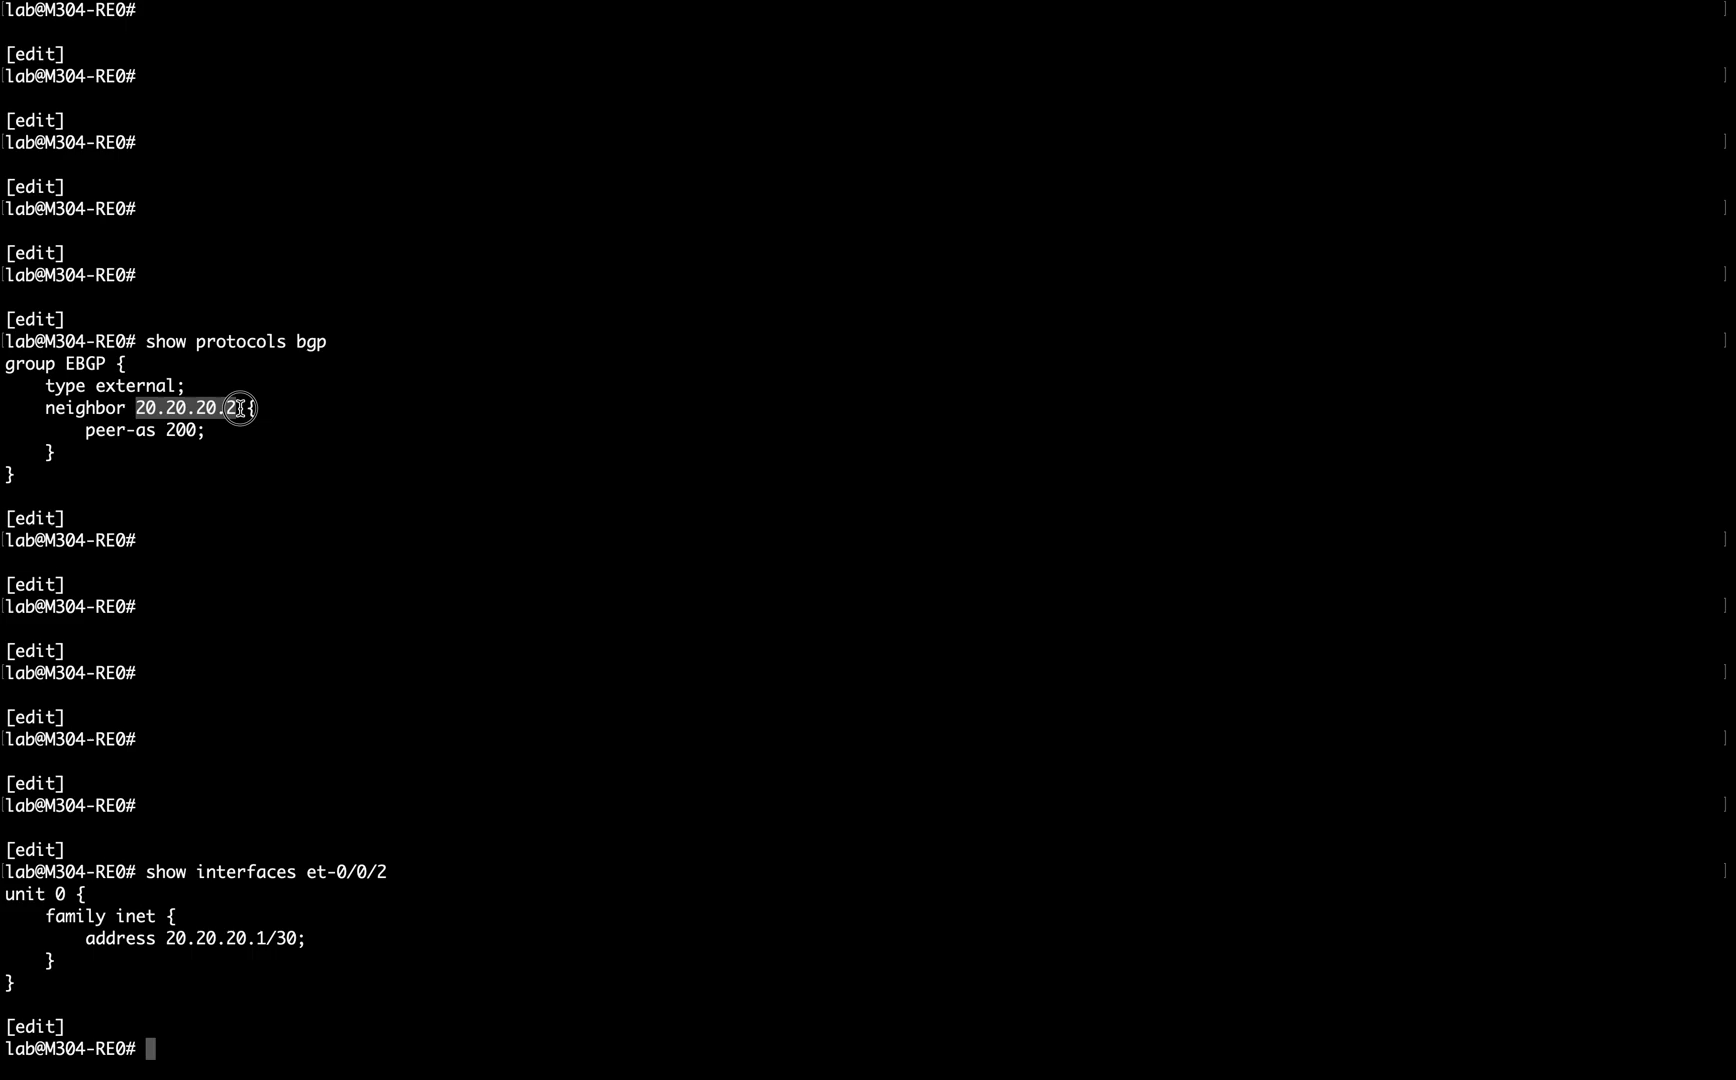 lab@M304-RE0#
[edit]
lab@M304-RE0#
[edit]
lab@M304-RE0#
[edit]
lab@M304-RE0#
[edit]
lab@M304-RE0#
[edit]
lab@M304-RE0# show protocols bgp
group EBGP {
    type external;
    neighbor 20.20.20.2 {
        peer-as 200;
    }
}
[edit]
lab@M304-RE0#
[edit]
lab@M304-RE0#
[edit]
lab@M304-RE0#
[edit]
lab@M304-RE0#
[edit]
lab@M304-RE0#
[edit]
lab@M304-RE0# show interfaces et-0/0/2
unit 0 {
    family inet {
        address 20.20.20.1/30;
    }
}
[edit]
lab@M304-RE0#